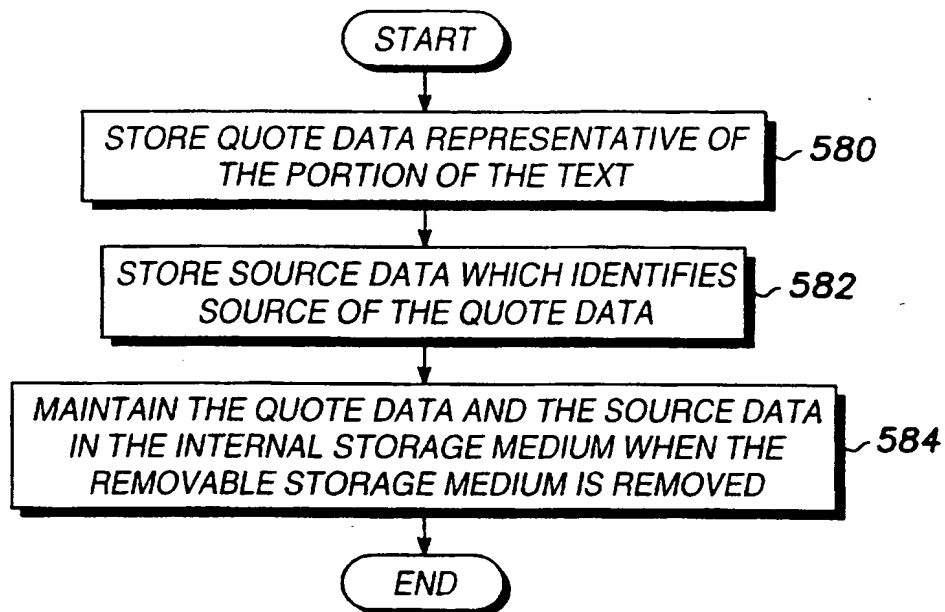 START
STORE QUOTE DATA REPRESENTATIVE OF
THE PORTION OF THE TEXT
580
STORE SOURCE DATA WHICH IDENTIFIES
SOURCE OF THE QUOTE DATA
582
MAINTAIN THE QUOTE DATA AND THE SOURCE DATA
IN THE INTERNAL STORAGE MEDIUM WHEN THE
REMOVABLE STORAGE MEDIUM IS REMOVED
584
END